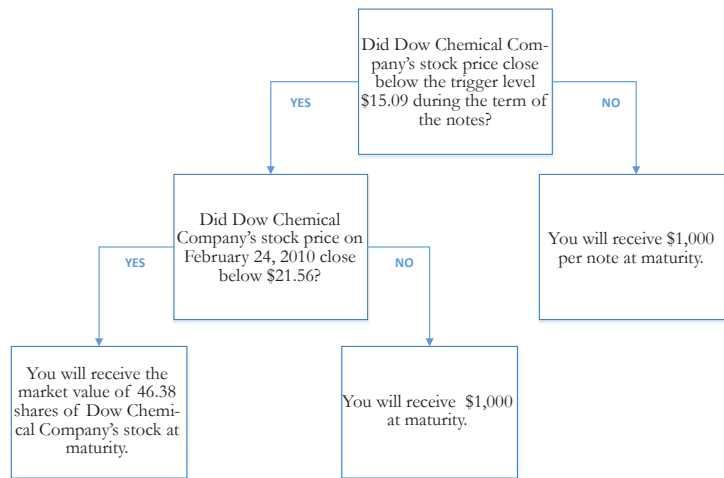 Did Dow Chemical Com-
pany's stock price close
below the trigger level
$15.09 during the term of
the notes?
YES
NO
Did Dow Chemical
Company's stock price on
February 24, 2010 close
below $21.56?
You will receive $1,000
per note at maturity.
YES
NO
You will receive the
market value of 46.38
shares of Dow Chemi-
cal Company's stock at
maturity.
You will receive $1,000
at maturity.